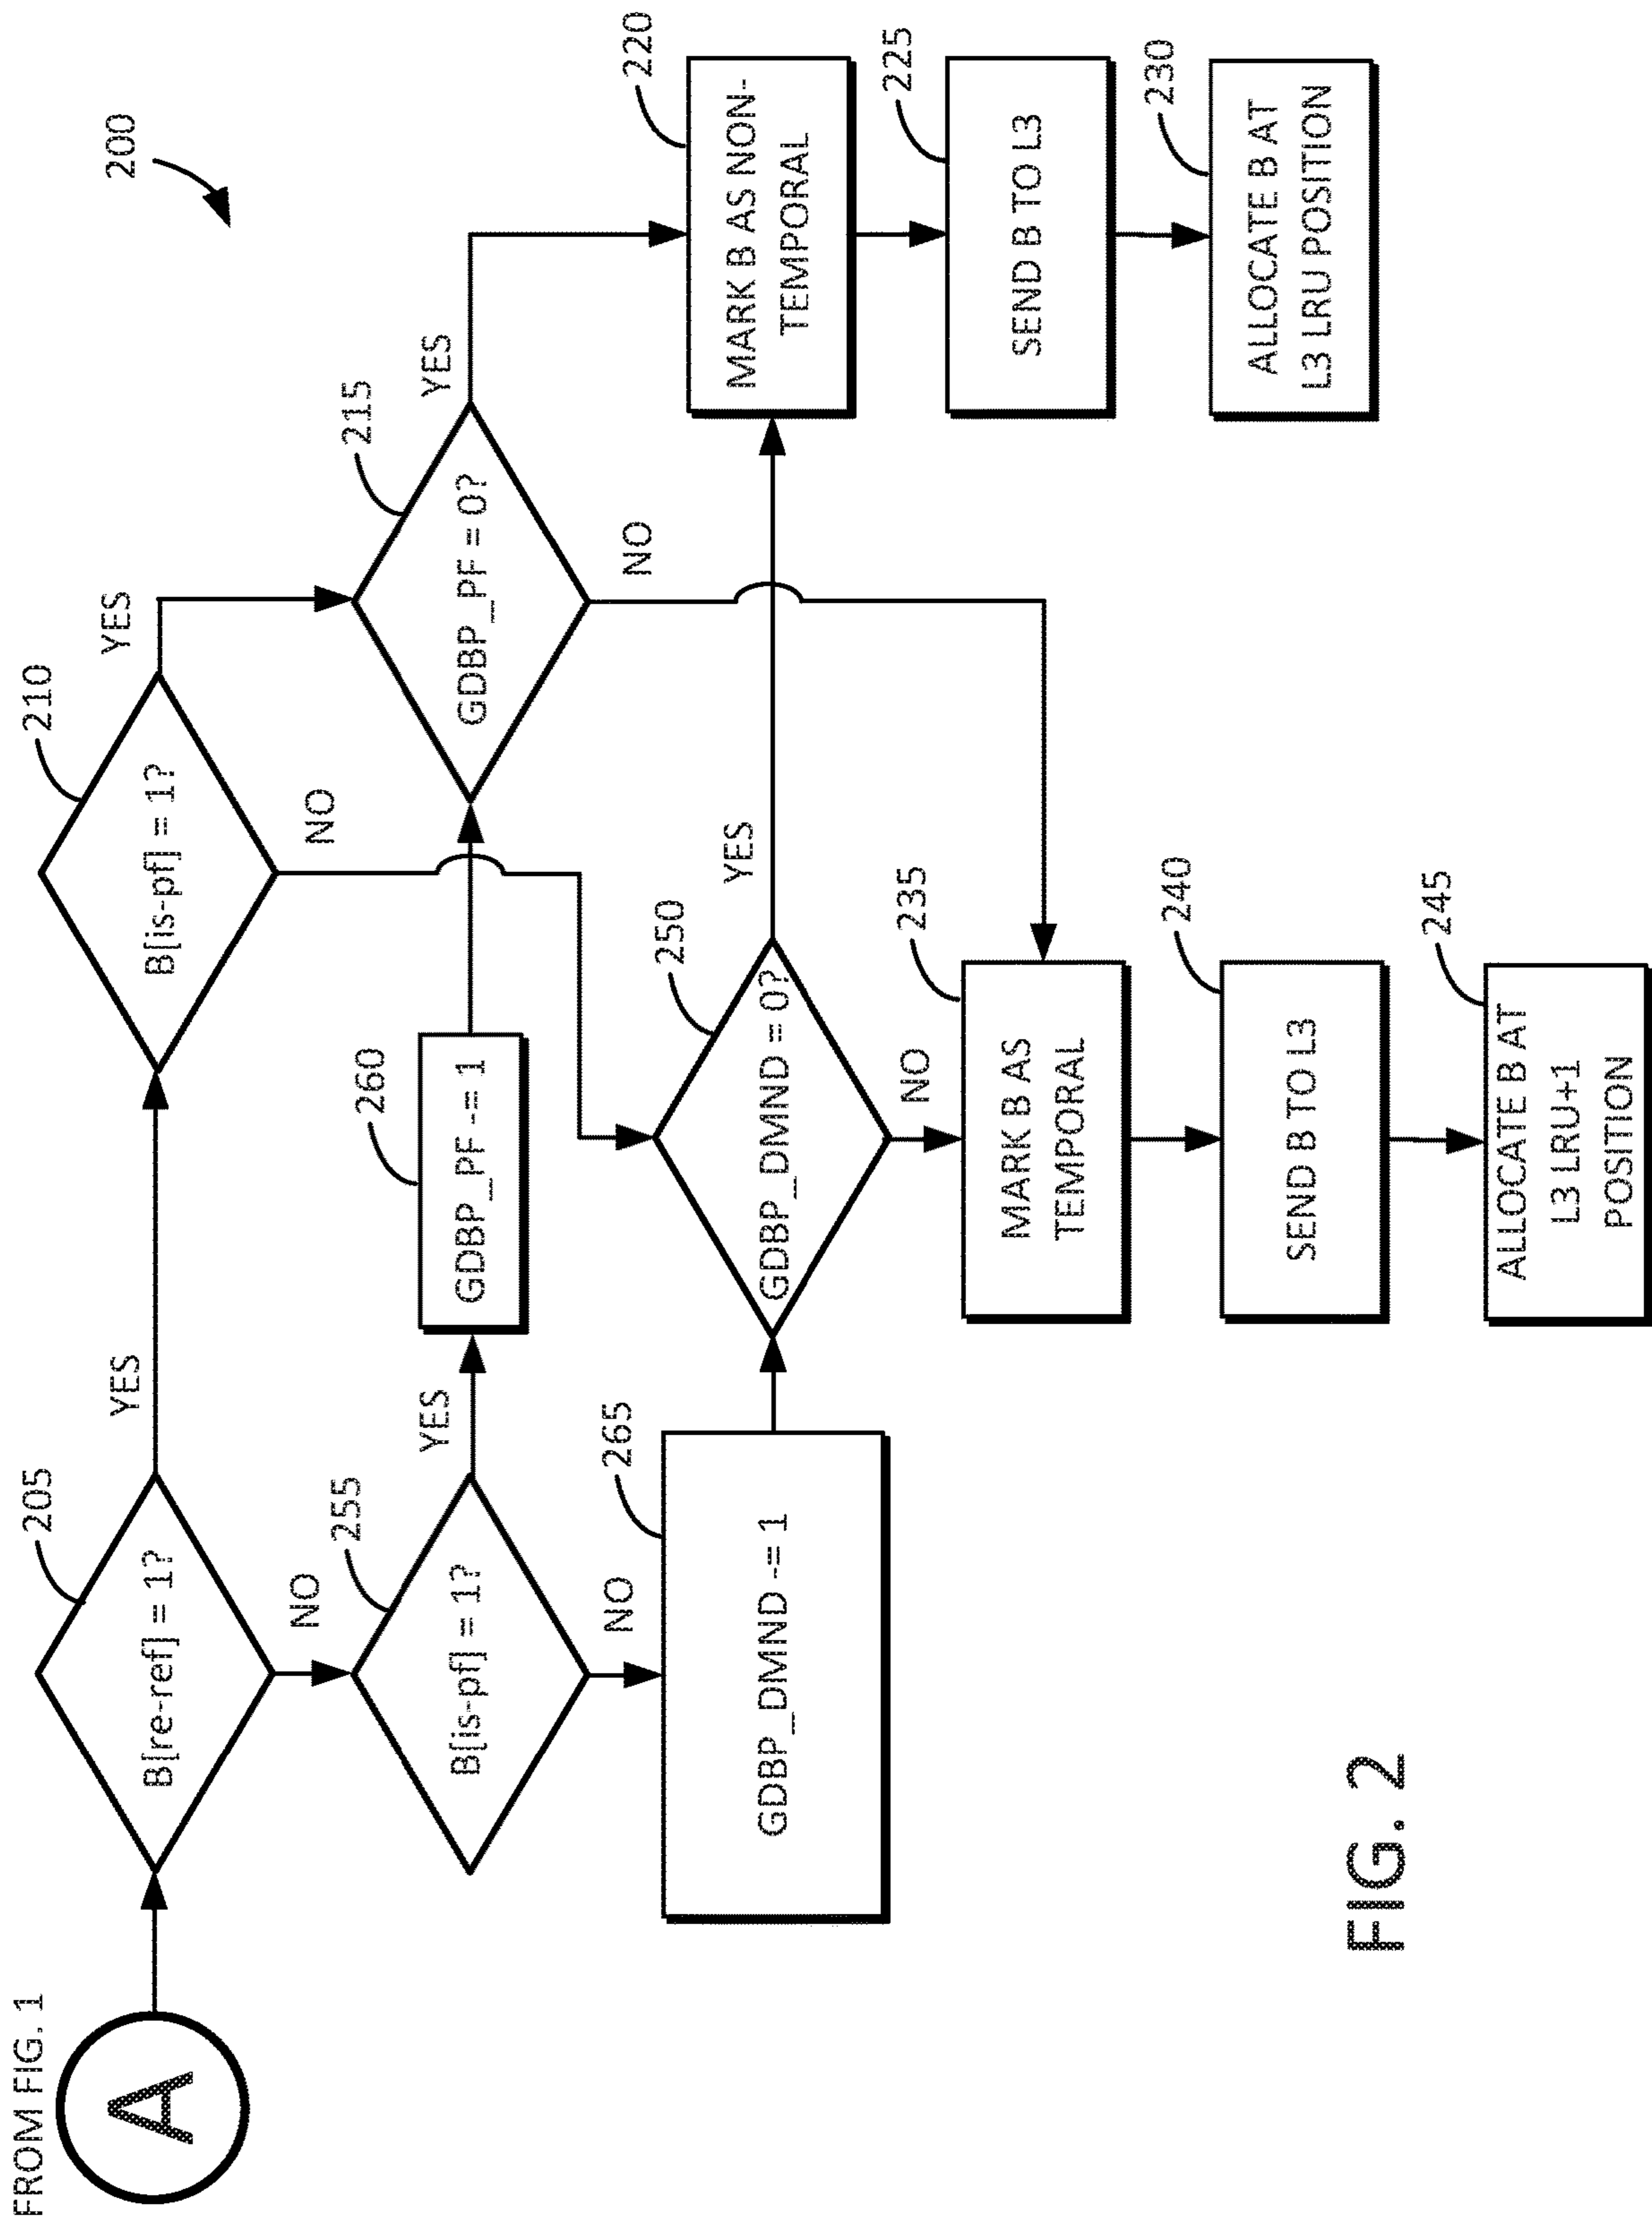 FROM FIG. 1
A
200
205
B[re-ref] = 1?
YES
NO
210
B[is-pf] = 1?
YES
NO
255
B[is-pf] = 1?
YES
NO
260
GDBP_PF -= 1
215
GDBP_PF = 0?
YES
NO
265
GDBP_DMND -= 1
250
GDBP_DMND = 0?
YES
NO
220
MARK B AS NON-
TEMPORAL
225
SEND B TO L3
230
ALLOCATE B AT
L3 LRU POSITION
235
MARK B AS
TEMPORAL
240
SEND B TO L3
245
ALLOCATE B AT
L3 LRU+1
POSITION
FIG. 2